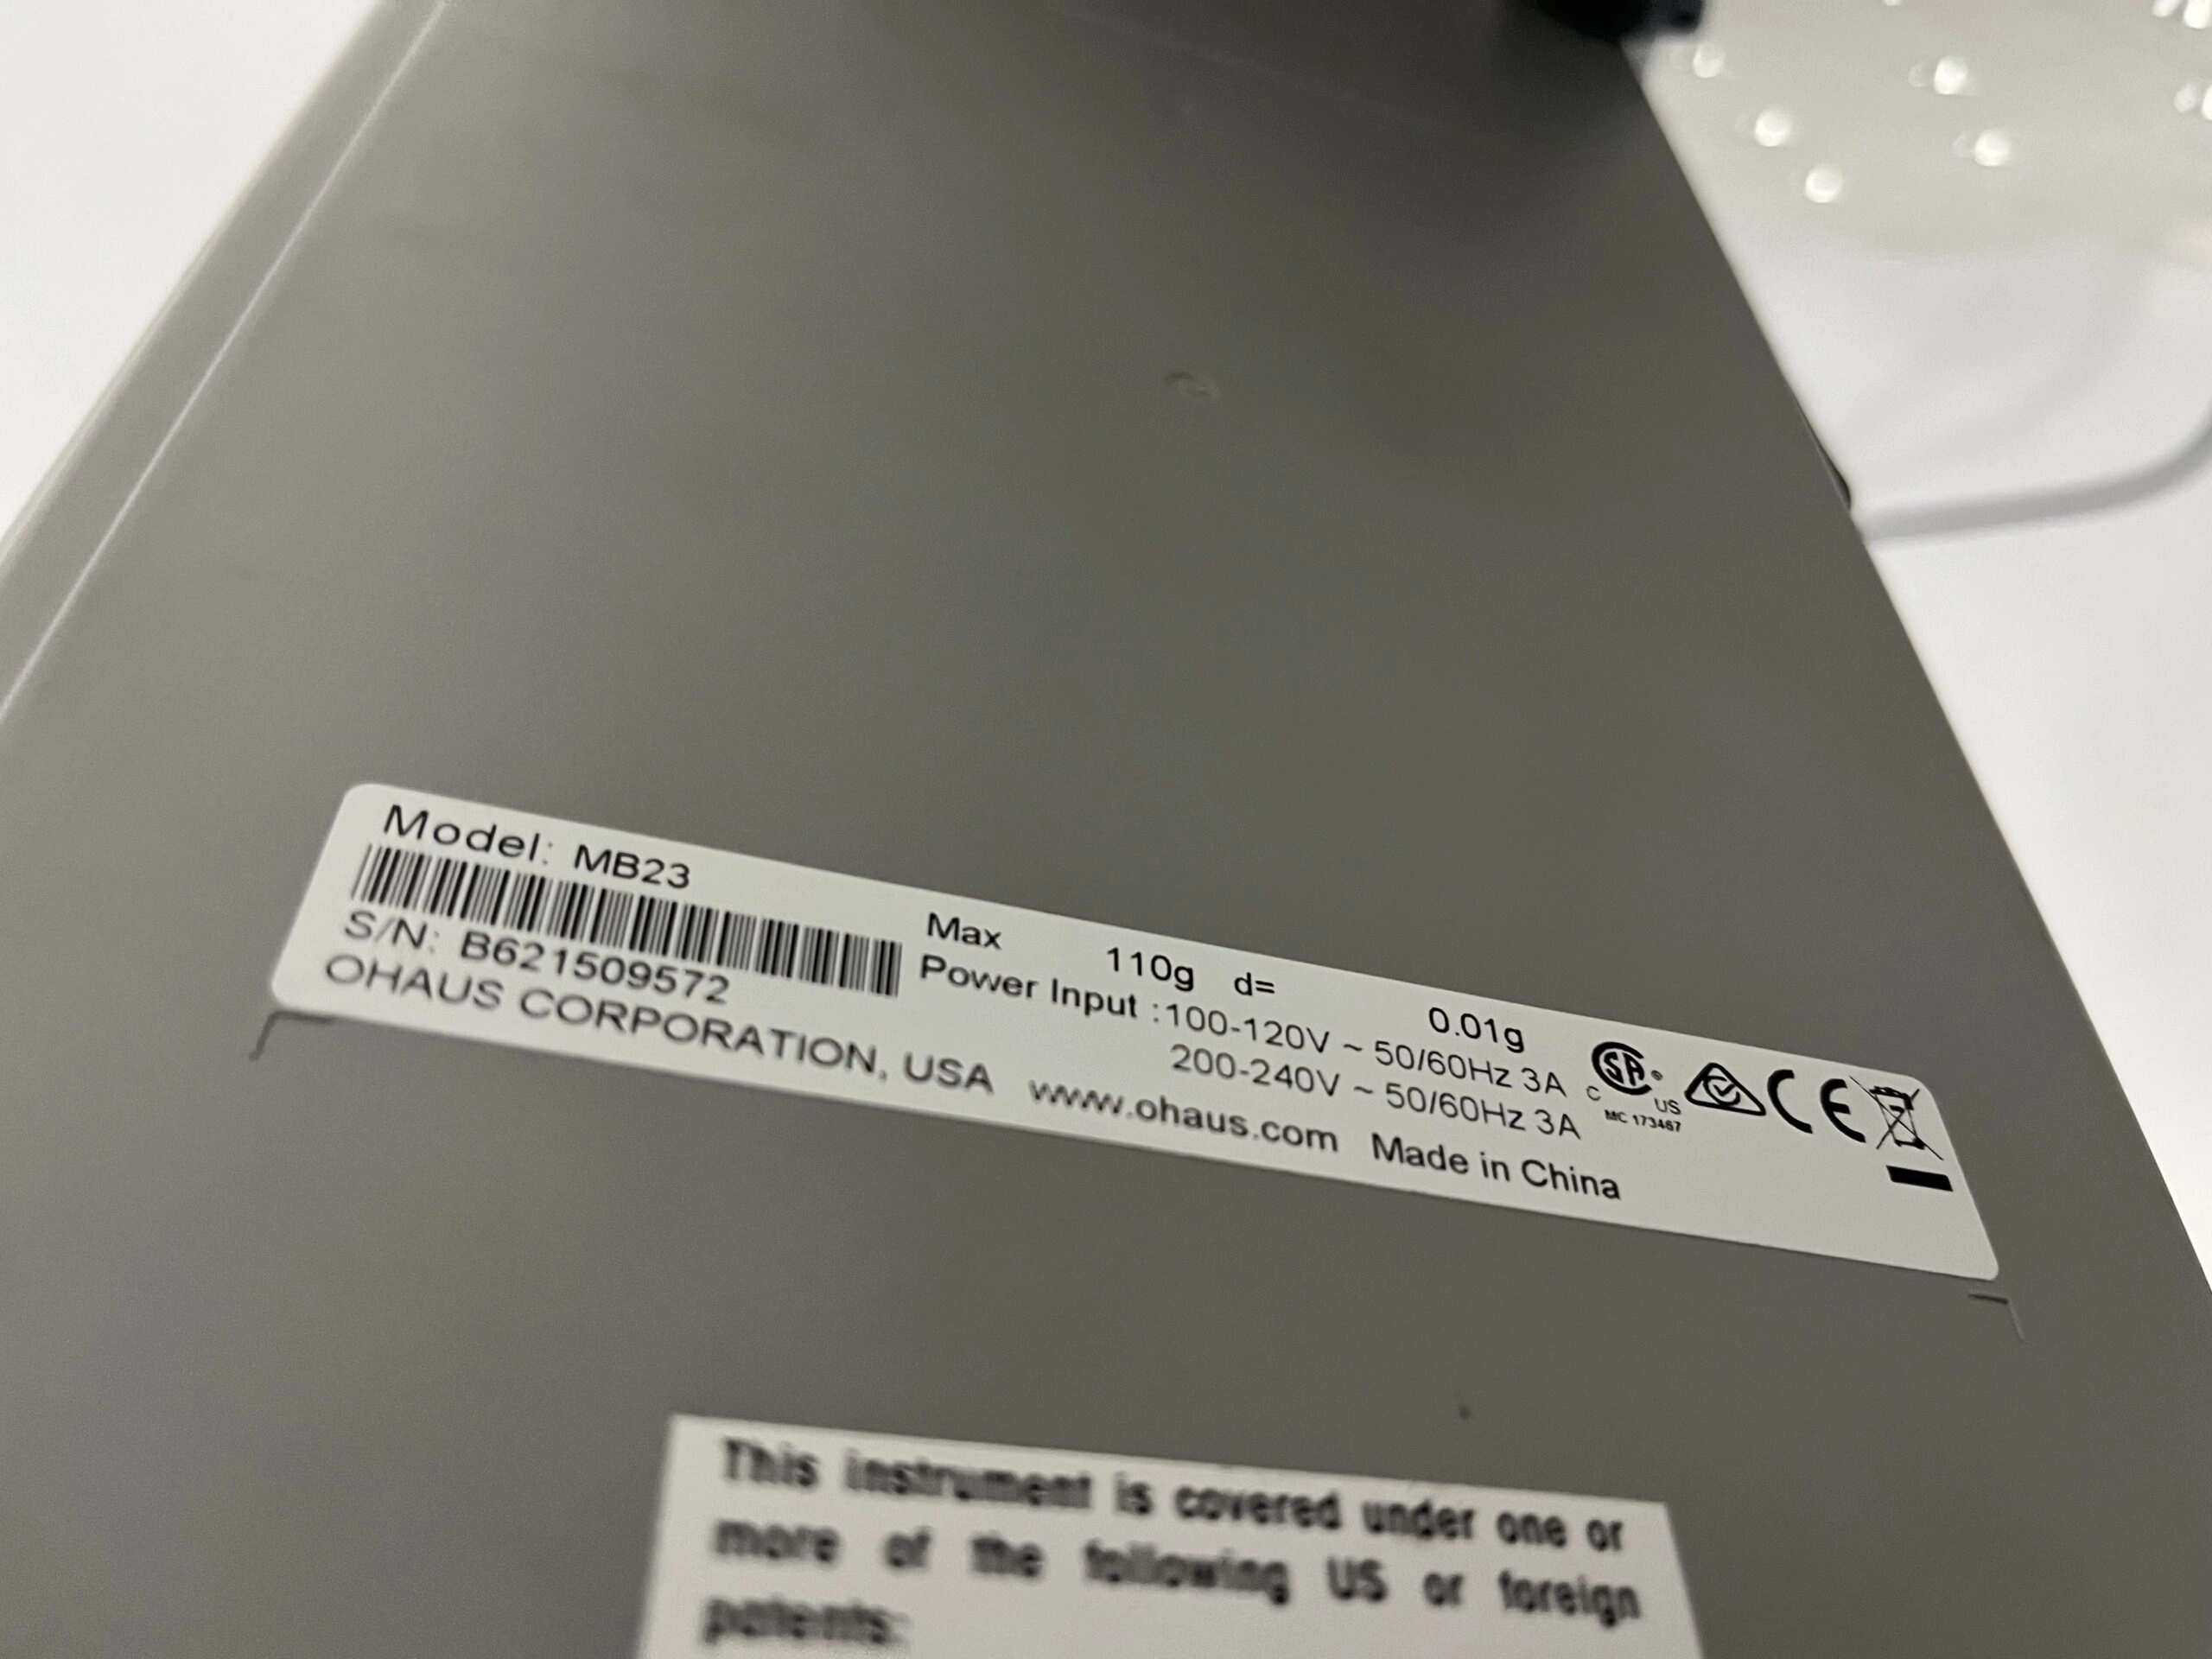 Model: MB23
S/N: B621509572
Max 110g d= 0.01g
Power Input :100-120V ~ 50/60Hz 3A
200-240V ~ 50/60Hz 3A
C SA ® US
MC 173467
CE
OHAUS CORPORATION, USA www.ohaus.com Made in China
This instrument is covered under one or
more of the following US or foreign
patents: